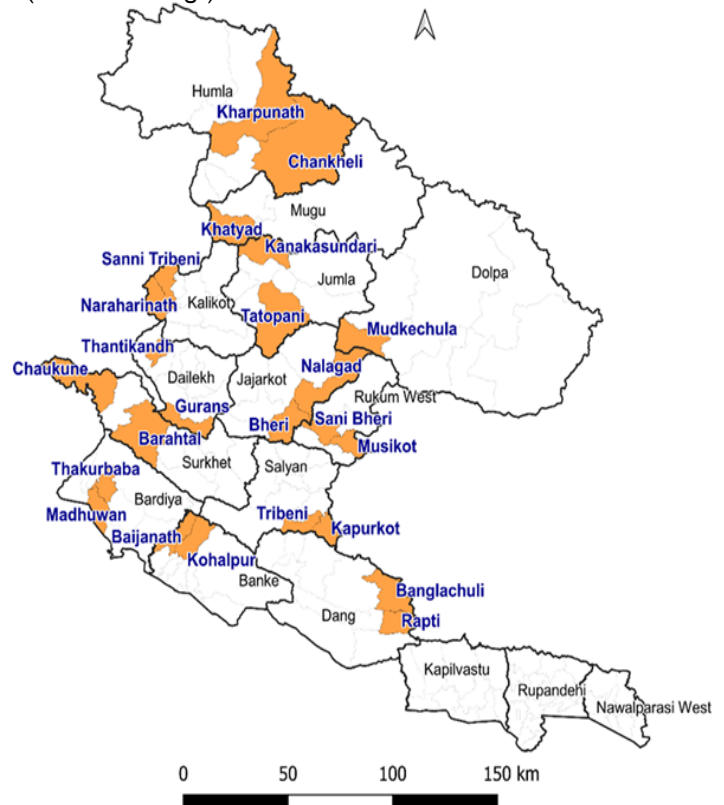 Humla
Kharpunath
Chankheli
Mugu
Khatyad
Kanakasundari
Sanni Tribeni
Jumla
Dolpa
Naraharinath
Kalikot
Tatopani
Mudkechula
Thantikandh
Nalagad
Chaukune
Dailekh
Jajarkot
Rukum West
Gurans
Bheri
Sani Bheri
Barahtal
Musikot
Surkhet
Salyan
Thakurbaba
Bardiya
Madhuwan
Tribeni
Kapurkot
Baijanath
Kohalpur
Banke
Banglachuli
Dang
Rapti
Kapilvastu
Rupandehi
Nawalparasi West
0 50 100 150 km